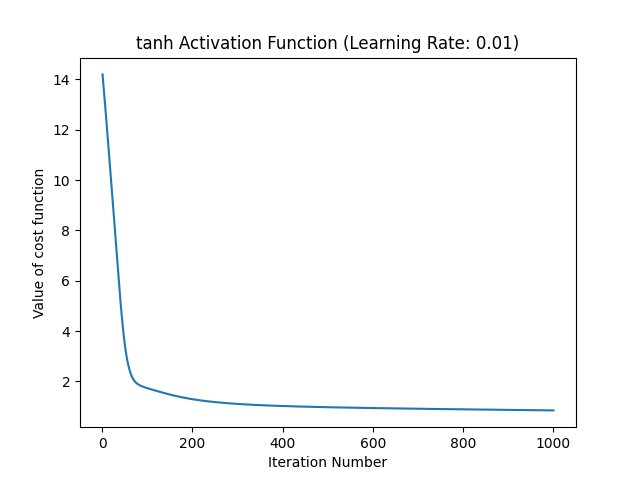 tanh Activation Function (Learning Rate: 0.01)
Value of cost function
14
12
10
8
6
4
2
0 200 400 600 800 1000
Iteration Number